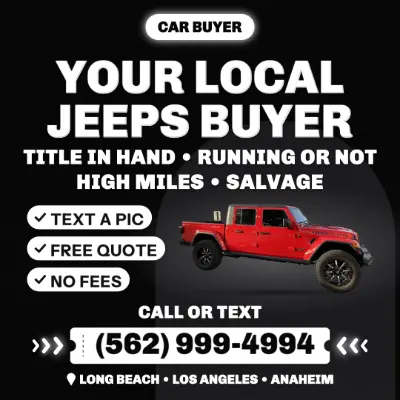 CAR BUYER
YOUR LOCAL
JEEPS BUYER
TITLE IN HAND • RUNNING OR NOT
HIGH MILES • SALVAGE
✓ TEXT A PIC
✓ FREE QUOTE
✓ NO FEES
CALL OR TEXT
(562) 999-4994
LONG BEACH • LOS ANGELES • ANAHEIM